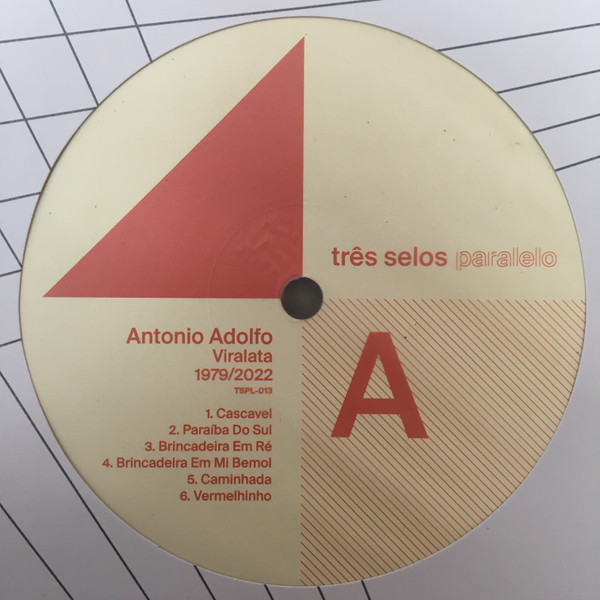 três selos paralelo
Antonio Adolfo
Viralata
1979/2022
TSPL-013
1. Cascavel
2. Paraíba Do Sul
3. Brincadeira Em Ré
4. Brincadeira Em Mi Bemol
5. Caminhada
6. Vermelhinho
A